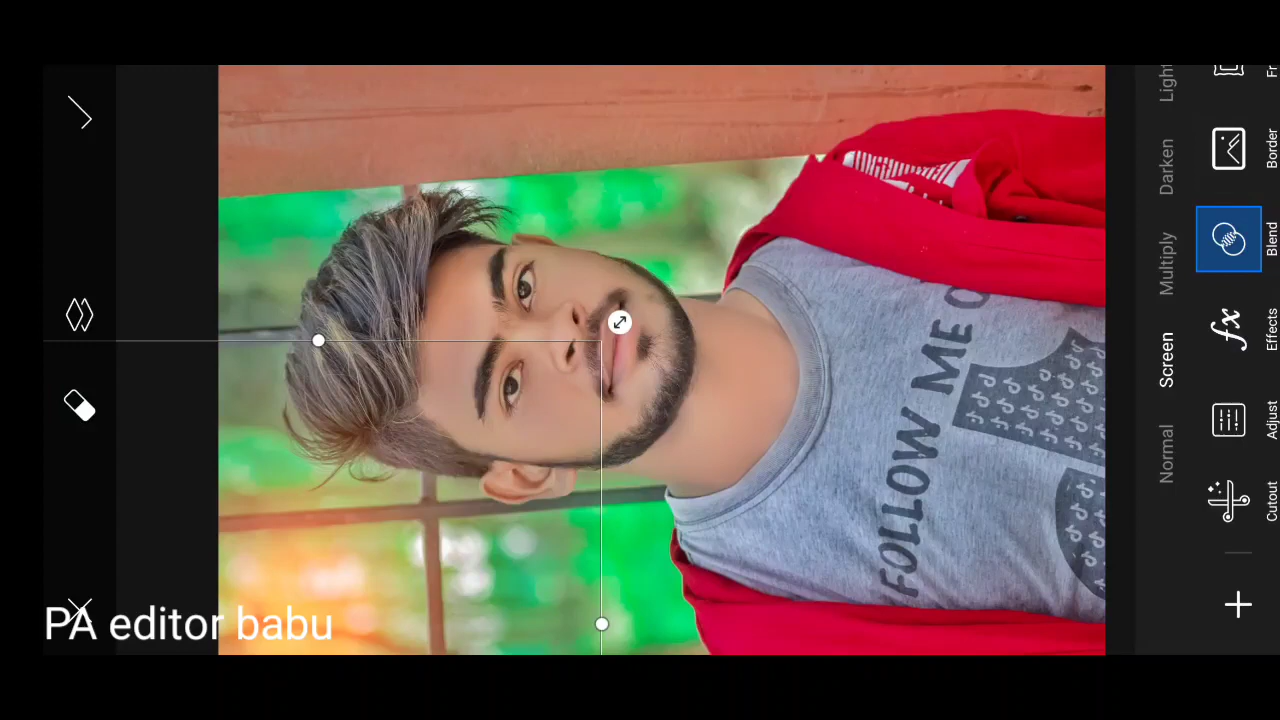 Fr
Border
Blend
Effects
Adjust
Cutout
Light
Darken
Multiply
Screen
Normal
FOLLOW ME O
PA editor babu